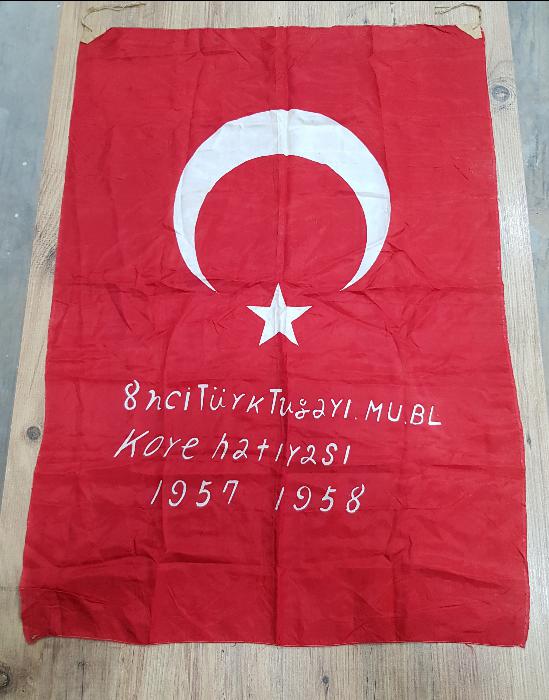 8nci Türk Tugayı. MU. BL
Kore hatırası
1957 1958